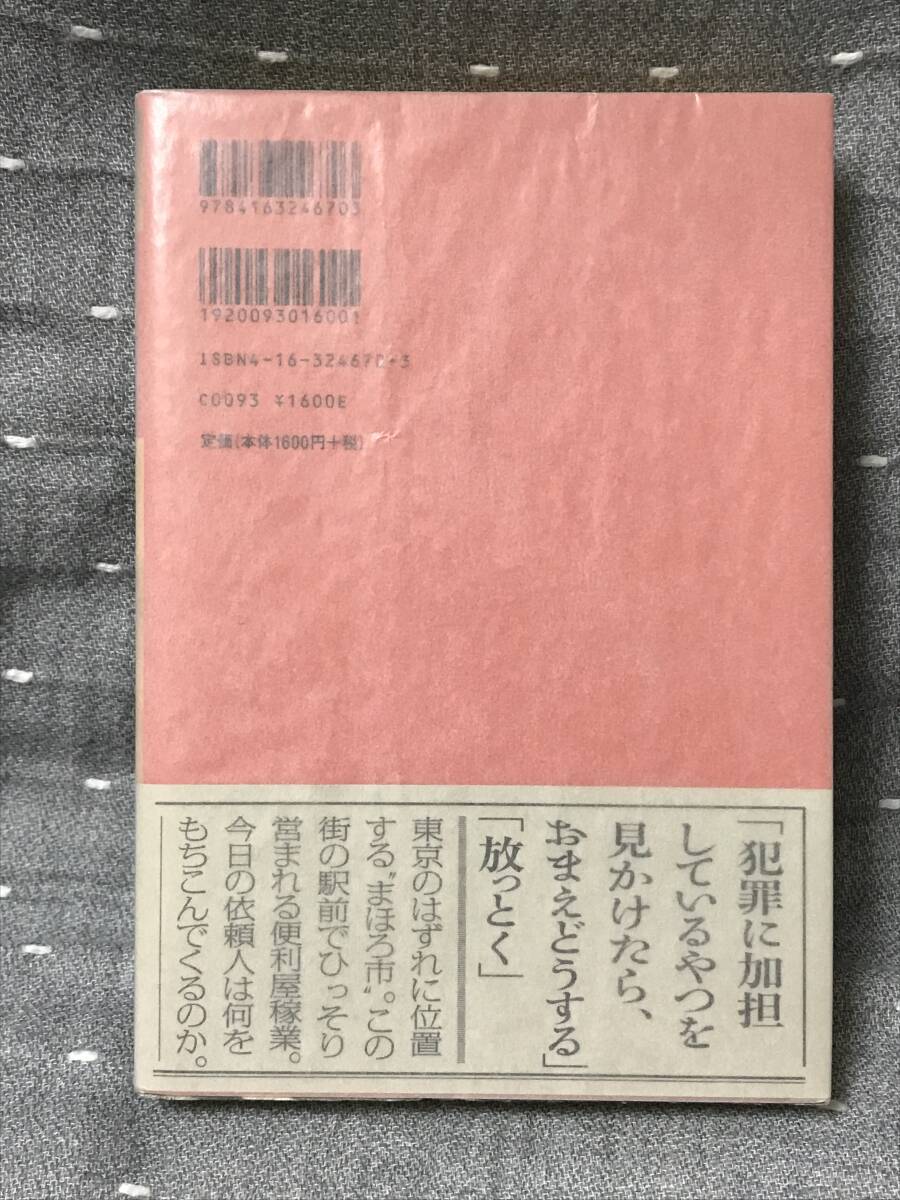 9784163246703
1920093016001
ISBN4-16-324670-3
C0093 ¥1600E
定価(本体1600円+税)
「犯罪に加担
しているやつを
見かけたら、
おまえどうする」
「放っとく」
東京のはずれに位置
する〝まほろ市〟。この
街の駅前でひっそり
営まれる便利屋稼業。
今日の依頼人は何を
もちこんでくるのか。